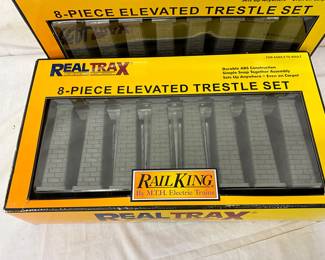 8-PIECE ELEVATED TRESTLE SET
REALTRAX
Durable ABS Construction
Simple Snap Together Assembly
Sets Up Anywhere - Even on Carpet
8-PIECE ELEVATED TRESTLE SET
RAILKING
By M.T.H. Electric Trains
REALTRAX